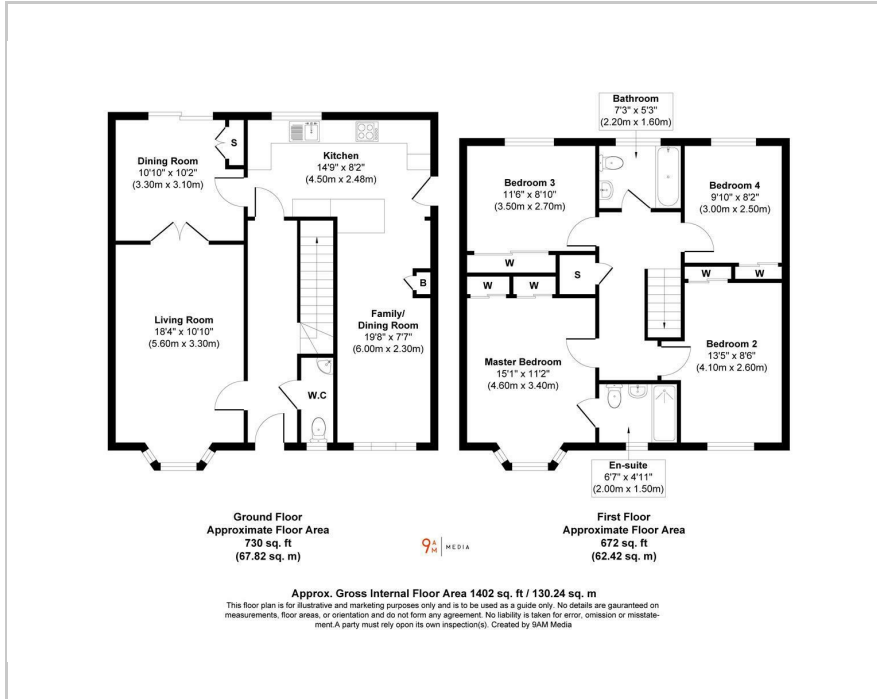 Dining Room
10'10" x 10'2"
(3.30m x 3.10m)
S
Kitchen
14'9" x 8'2"
(4.50m x 2.48m)
Living Room
18'4" x 10'10"
(5.60m x 3.30m)
B
Family/
Dining Room
19'8" x 7'7"
(6.00m x 2.30m)
W.C
Ground Floor
Approximate Floor Area
730 sq. ft
(67.82 sq. m)
Bathroom
7'3" x 5'3"
(2.20m x 1.60m)
Bedroom 3
11'6" x 8'10"
(3.50m x 2.70m)
Bedroom 4
9'10" x 8'2"
(3.00m x 2.50m)
W
S
W
W
W
W
Master Bedroom
15'1" x 11'2"
(4.60m x 3.40m)
Bedroom 2
13'5" x 8'6"
(4.10m x 2.60m)
En-suite
6'7" x 4'11"
(2.00m x 1.50m)
First Floor
Approximate Floor Area
672 sq. ft
(62.42 sq. m)
9AM MEDIA
Approx. Gross Internal Floor Area 1402 sq. ft / 130.24 sq. m
This floor plan is for illustrative and marketing purposes only and is to be used as a guide only. No details are gauranteed on
measurements, floor areas, or orientation and do not form any agreement. No liability is taken for error, omission or misstate-
ment.A party must rely upon its own inspection(s). Created by 9AM Media